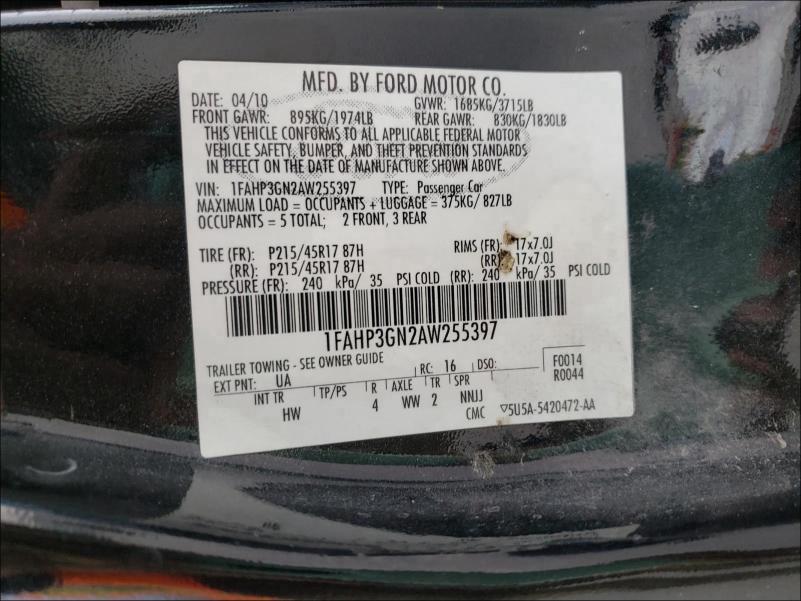 MFD. BY FORD MOTOR CO.
DATE: 04/10 GVWR: 1685KG/3715LB
FRONT GAWR: 895KG/1974LB REAR GAWR: 830KG/1830LB
THIS VEHICLE CONFORMS TO ALL APPLICABLE FEDERAL MOTOR
VEHICLE SAFETY, BUMPER, AND THEFT PREVENTION STANDARDS
IN EFFECT ON THE DATE OF MANUFACTURE SHOWN ABOVE.
VIN: 1FAHP3GN2AW255397 TYPE: Passenger Car
MAXIMUM LOAD = OCCUPANTS + LUGGAGE = 375KG/ 827LB
OCCUPANTS = 5 TOTAL; 2 FRONT, 3 REAR
TIRE (FR): P215/45R17 87H RIMS (FR): 17x7.0J
(RR): P215/45R17 87H (RR): 17x7.0J
PRESSURE (FR): 240 kPa/ 35 PSI COLD (RR): 240 kPa/ 35 PSI COLD
1FAHP3GN2AW255397
TRAILER TOWING - SEE OWNER GUIDE
EXT PNT: UA RC: 16 DSO: F0014
INT TR TP/PS R AXLE TR SPR R0044
HW 4 WW 2 NNJJ
CMC ▽5U5A-5420472-AA